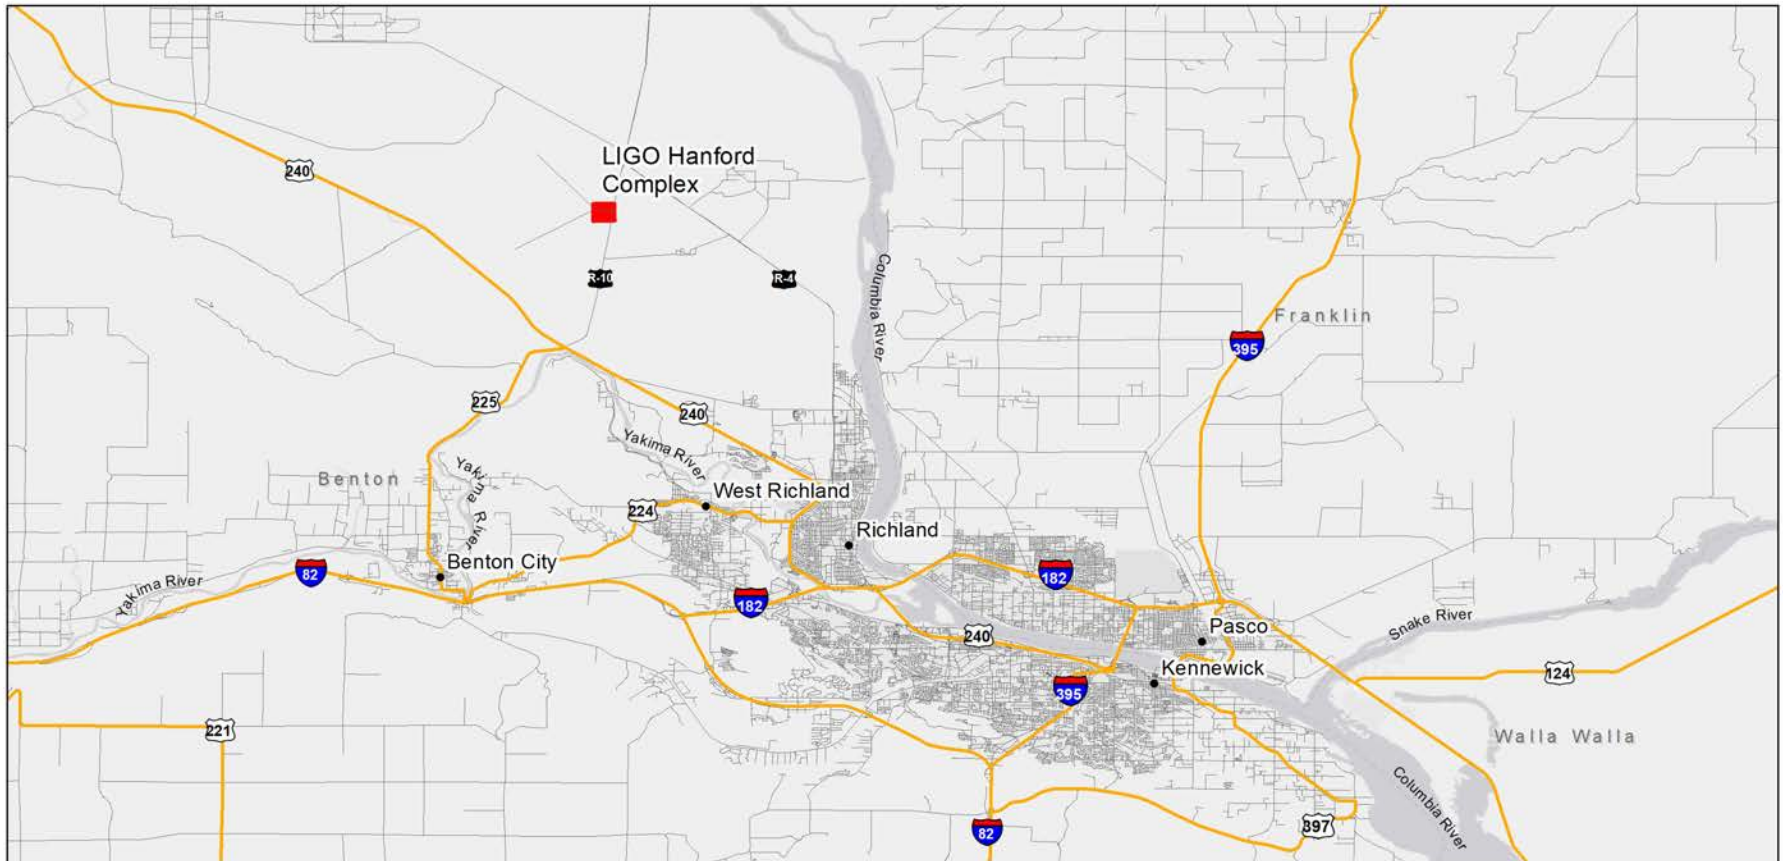 LIGO Hanford
Complex
240
R-10
R-4
Columbia River
Franklin
395
225
240
Yakima River
Benton
Yakima River
West Richland
224
Richland
Benton City
82
182
182
Yakima River
Pasco
Snake River
240
Kennewick
124
395
221
Walla Walla
Columbia River
82
397